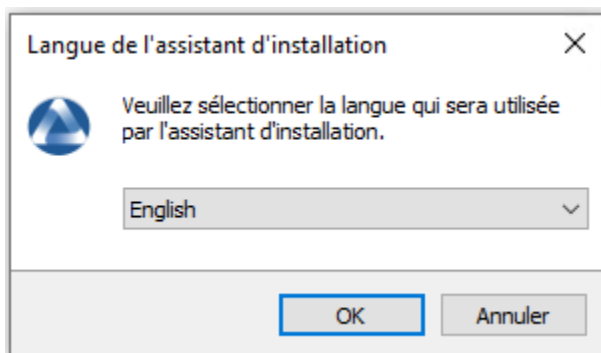 Langue de l'assistant d'installation
Veuillez sélectionner la langue qui sera utilisée
par l'assistant d'installation.
English
OK
Annuler